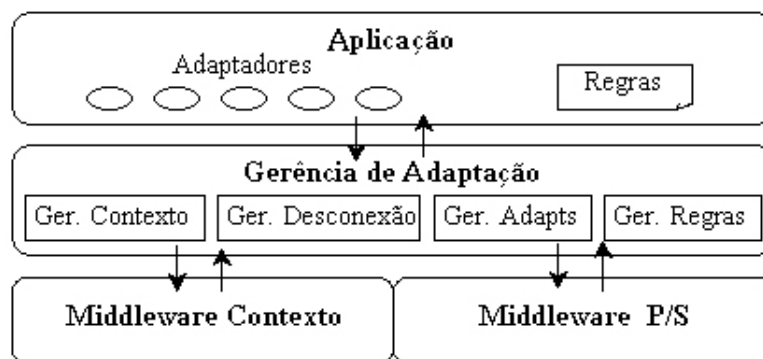 Aplicação
Adaptadores
Regras
Gerência de Adaptação
Ger. Contexto
Ger. Desconexão
Ger. Adapts
Ger. Regras
Middleware Contexto
Middleware P/S